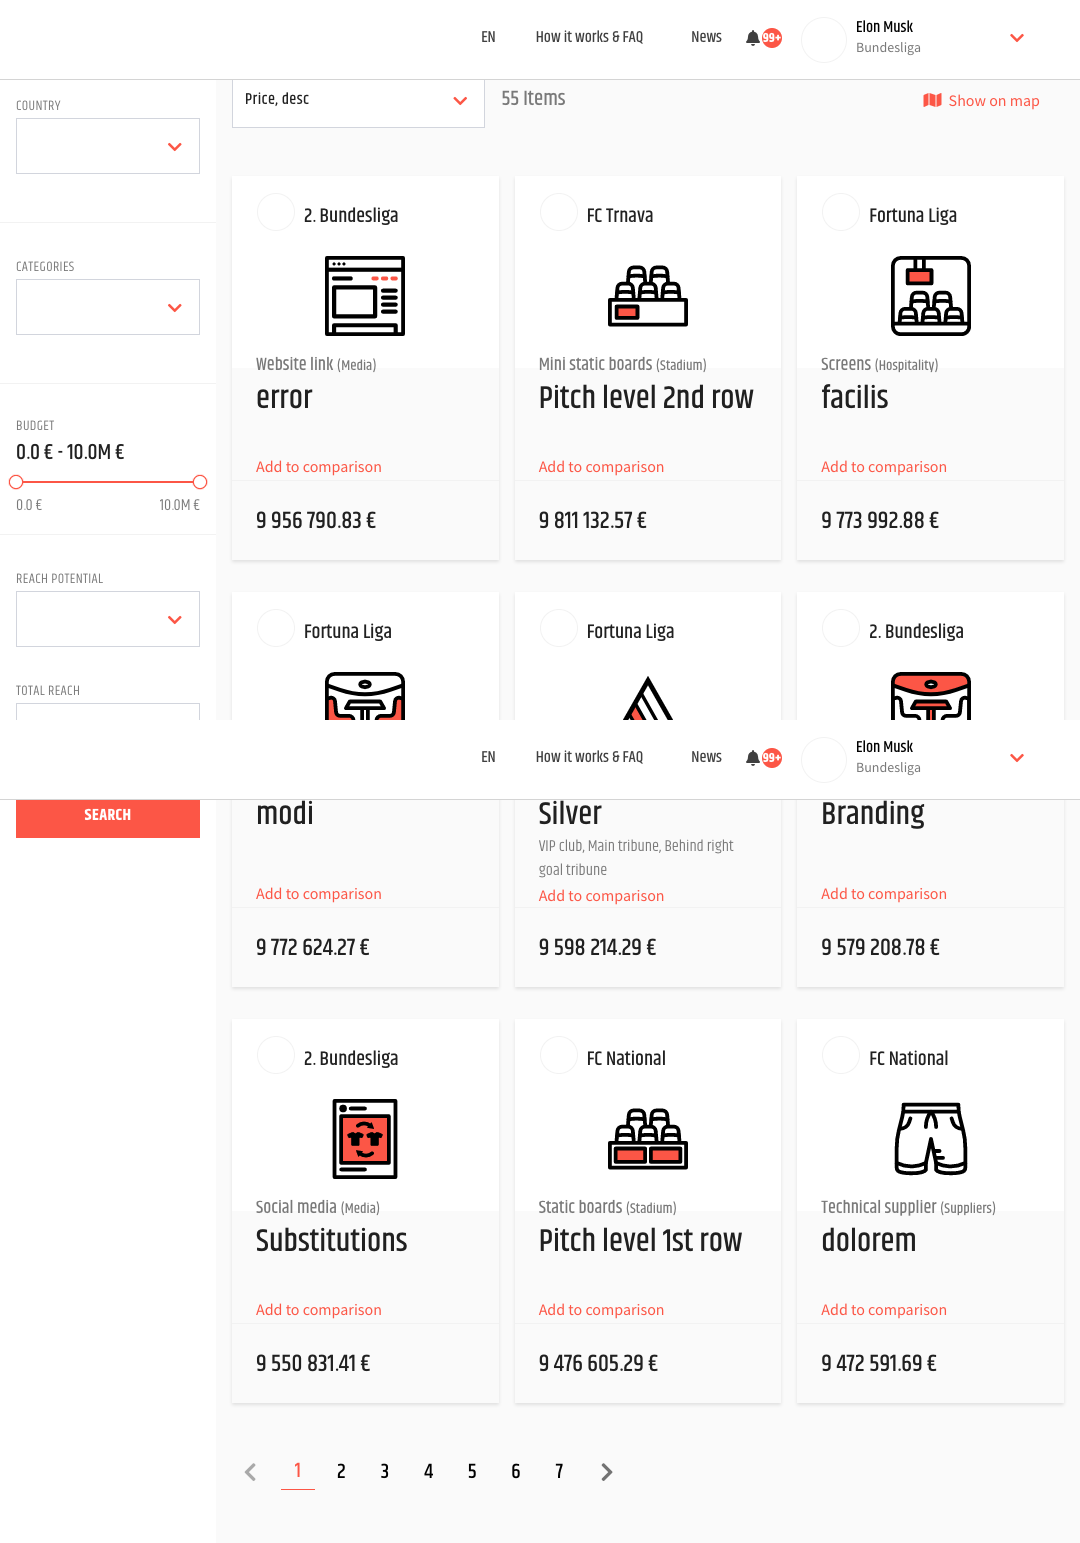 EN How it works & FAQ News 99+ Elon Musk
Bundesliga
COUNTRY
CATEGORIES
BUDGET
0.0 € - 10.0M €
0.0 € 10.0M €
REACH POTENTIAL
TOTAL REACH
Price, desc 55 Items Show on map
2. Bundesliga
Website link (Media)
error
Add to comparison
9 956 790.83 €
FC Trnava
Mini static boards (Stadium)
Pitch level 2nd row
Add to comparison
9 811 132.57 €
Fortuna Liga
Screens (Hospitality)
facilis
Add to comparison
9 773 992.88 €
Fortuna Liga
Fortuna Liga
2. Bundesliga
EN How it works & FAQ News 99+ Elon Musk
Bundesliga
SEARCH
modi
Add to comparison
9 772 624.27 €
Silver
VIP club, Main tribune, Behind right
goal tribune
Add to comparison
9 598 214.29 €
Branding
Add to comparison
9 579 208.78 €
2. Bundesliga
Social media (Media)
Substitutions
Add to comparison
9 550 831.41 €
FC National
Static boards (Stadium)
Pitch level 1st row
Add to comparison
9 476 605.29 €
FC National
Technical supplier (Suppliers)
dolorem
Add to comparison
9 472 591.69 €
1 2 3 4 5 6 7